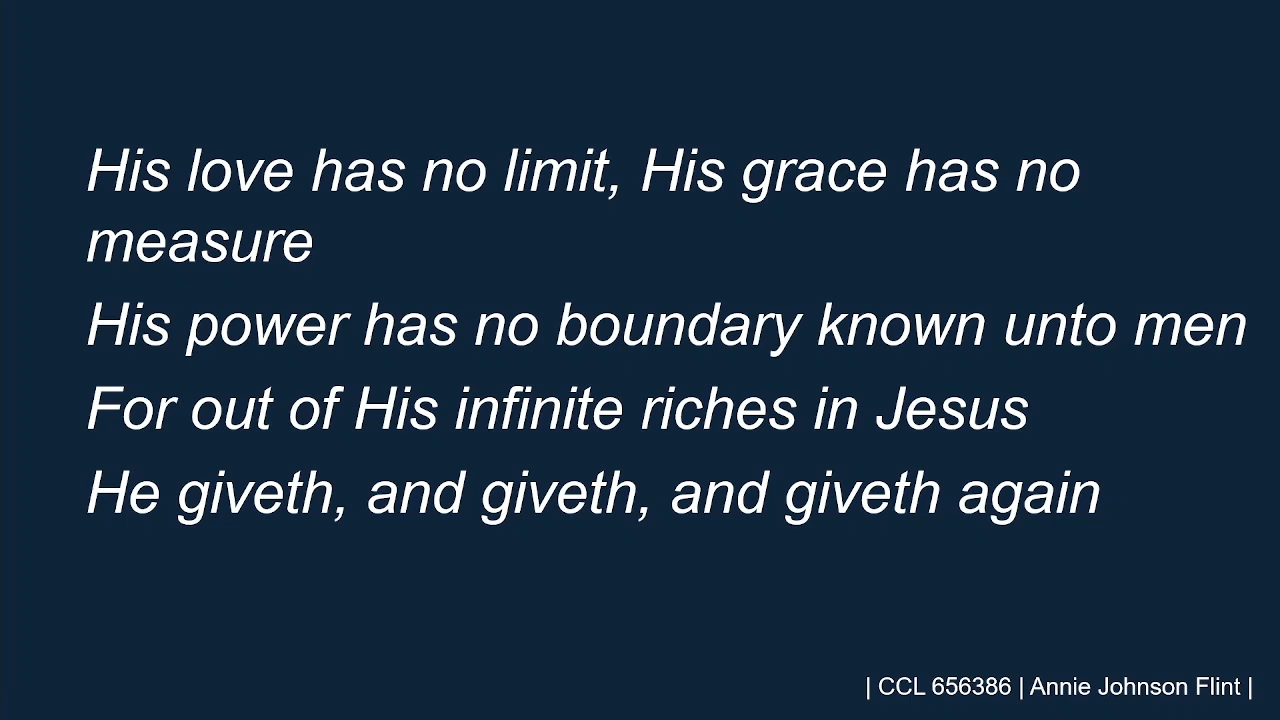 His love has no limit, His grace has no
measure
His power has no boundary known unto men
For out of His infinite riches in Jesus
He giveth, and giveth, and giveth again
| CCL 656386 | Annie Johnson Flint |